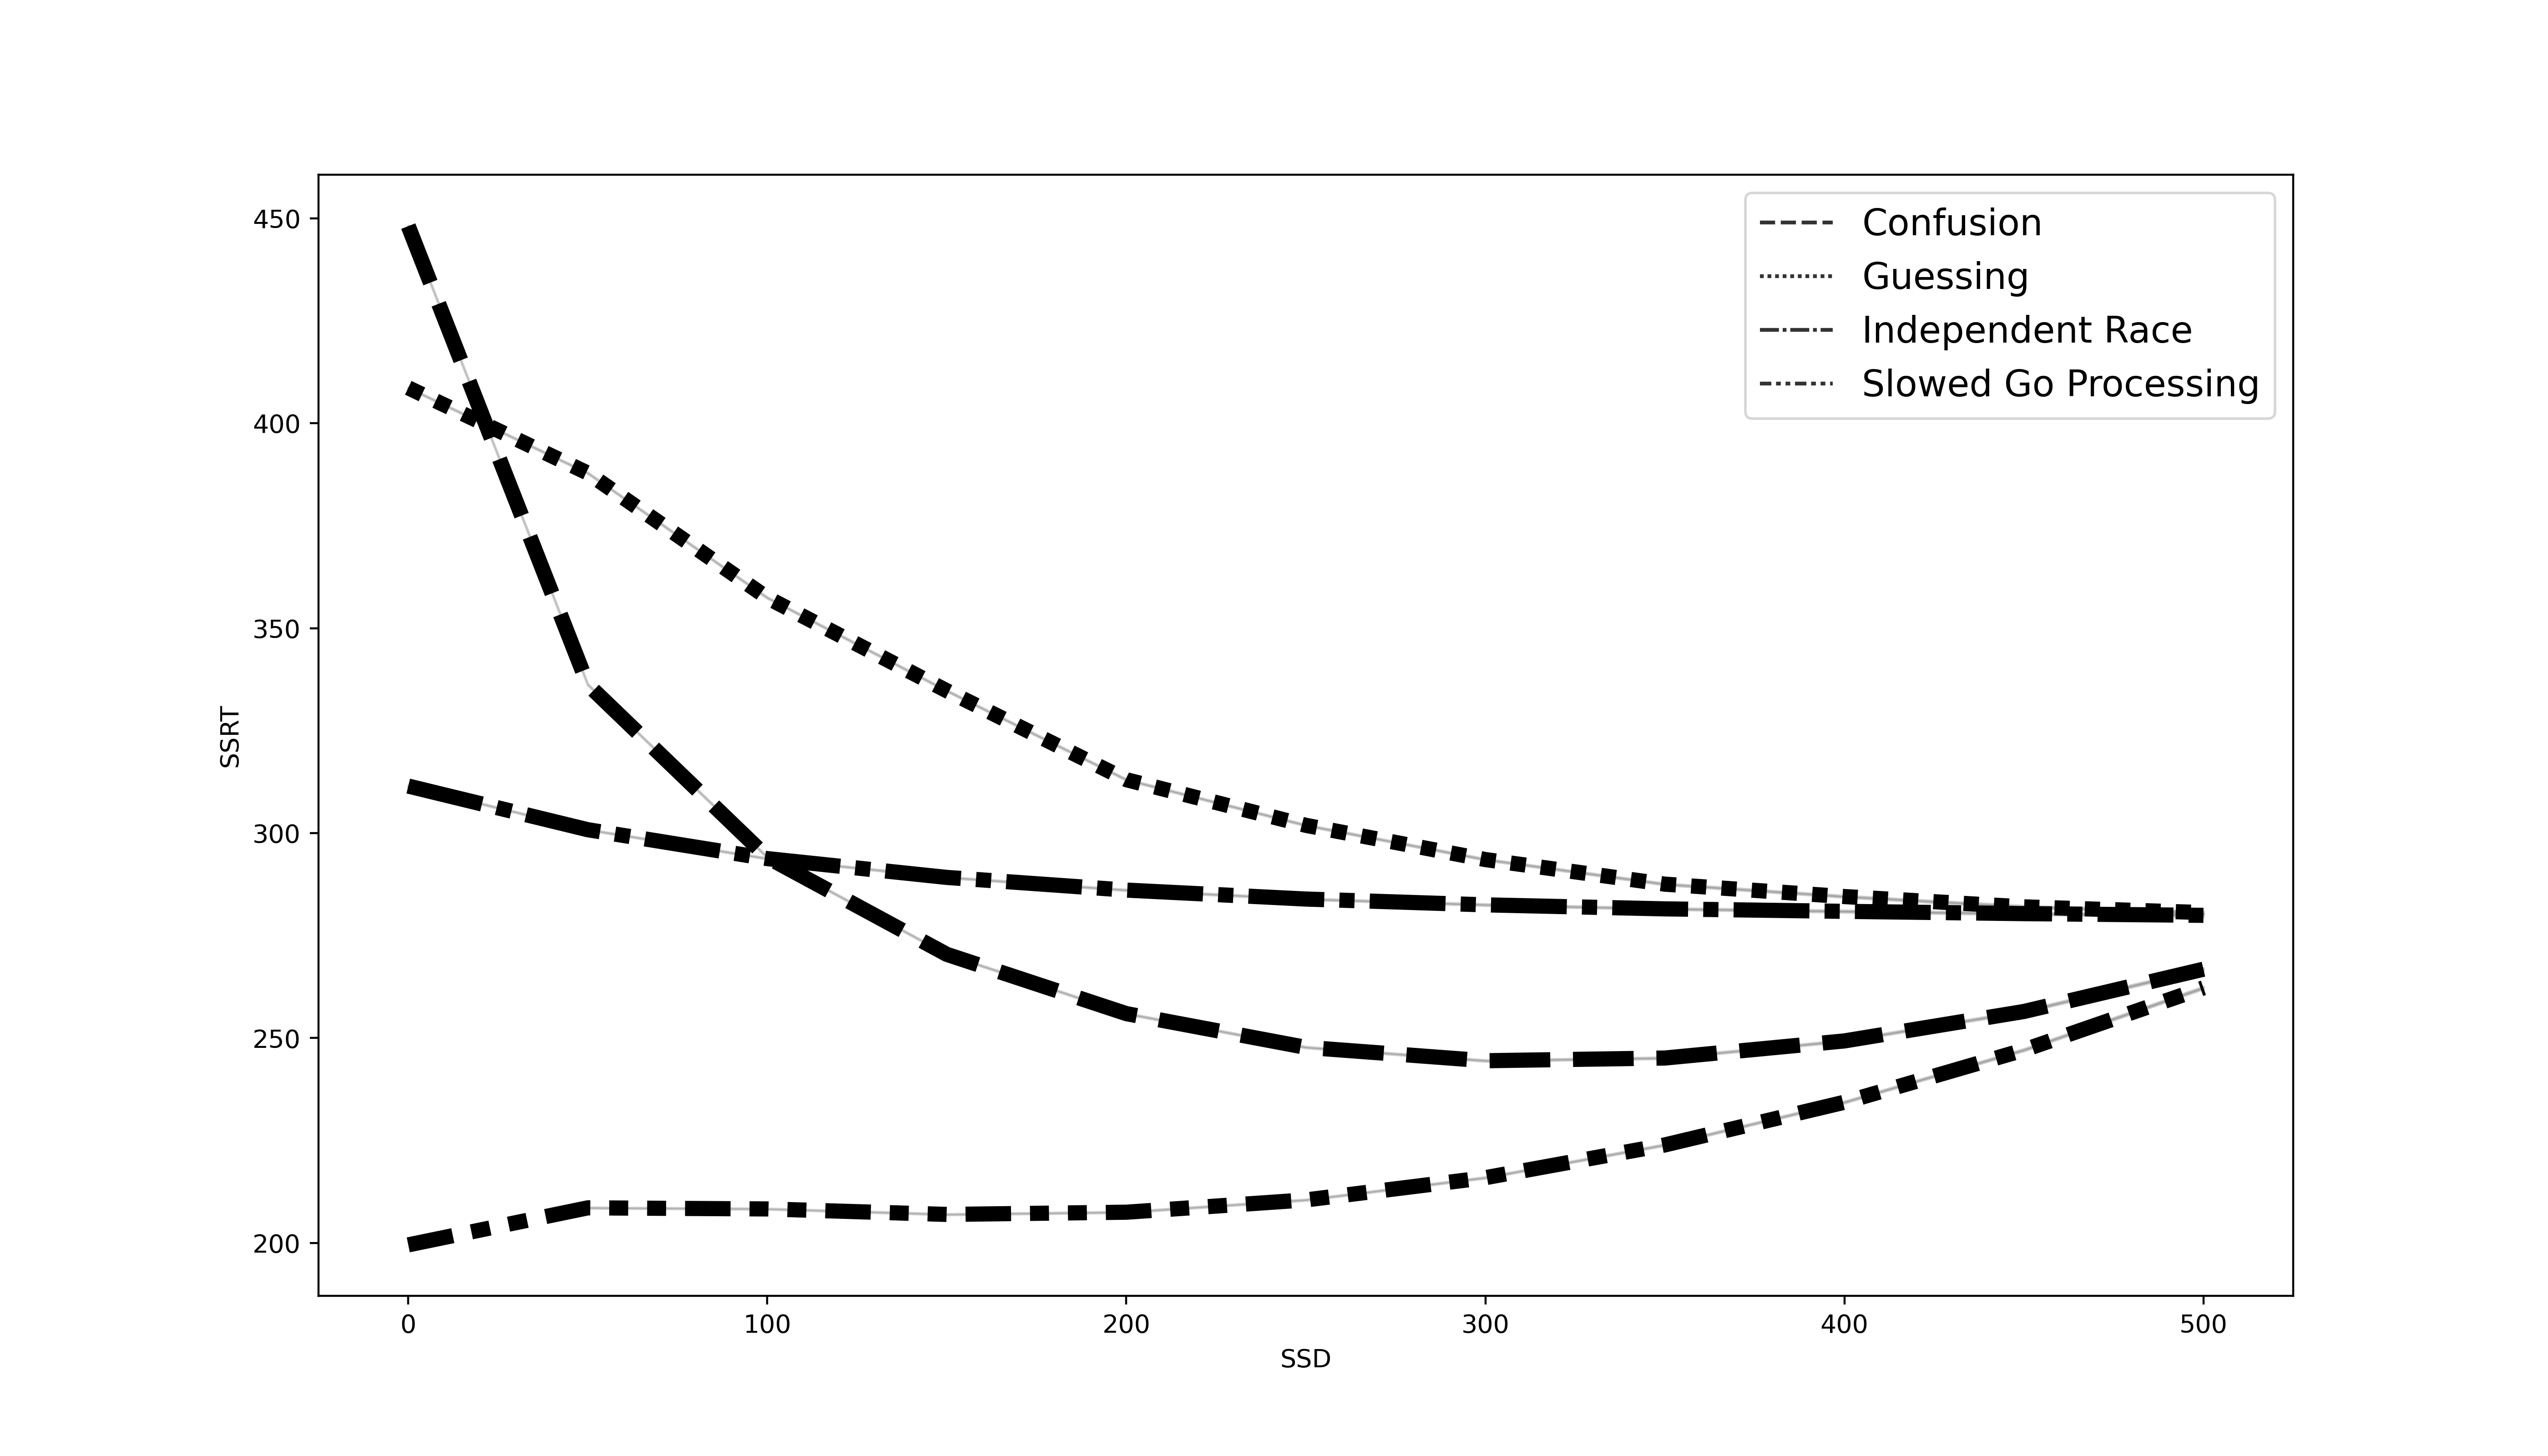 Confusion
Guessing
Independent Race
Slowed Go Processing
450
400
350
300
250
200
SSRT
0 100 200 300 400 500
SSD